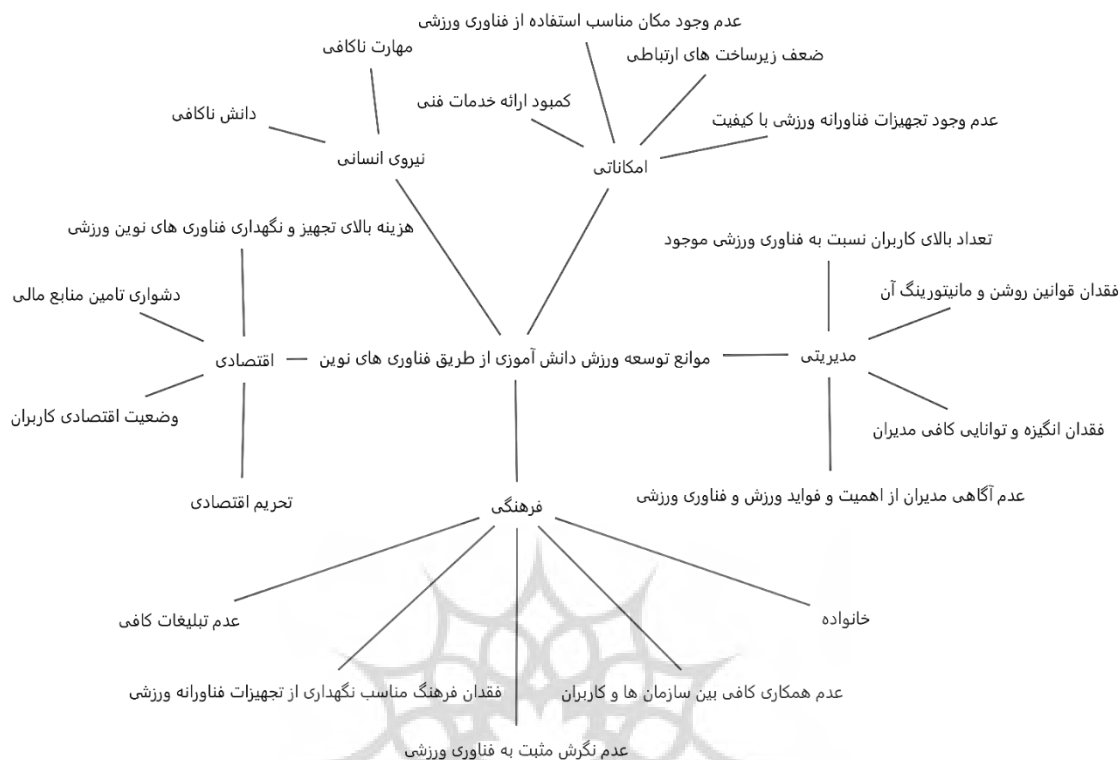 عدم وجود مکان مناسب استفاده از فناوری ورزشی
مهارت ناکافی
ضعف زیرساخت های ارتباطی
کمبود ارائه خدمات فنی
دانش ناکافی
عدم وجود تجهیزات فناورانه ورزشی با کیفیت
نیروی انسانی
امکاناتی
هزینه بالای تجهیز و نگهداری فناوری های نوین ورزشی
تعداد بالای کاربران نسبت به فناوری ورزشی موجود
فقدان قوانین روشن و مانیتورینگ آن
دشواری تامین منابع مالی
مدیریتی
موانع توسعه ورزش دانش آموزی از طریق فناوری های نوین
اقتصادی
وضعیت اقتصادی کاربران
فقدان انگیزه و توانایی کافی مدیران
عدم آگاهی مدیران از اهمیت و فواید ورزش و فناوری ورزشی
تحریم اقتصادی
فرهنگی
خانواده
عدم تبلیغات کافی
عدم همکاری کافی بین سازمان ها و کاربران
فقدان فرهنگ مناسب نگهداری از تجهیزات فناورانه ورزشی
عدم نگرش مثبت به فناوری ورزشی